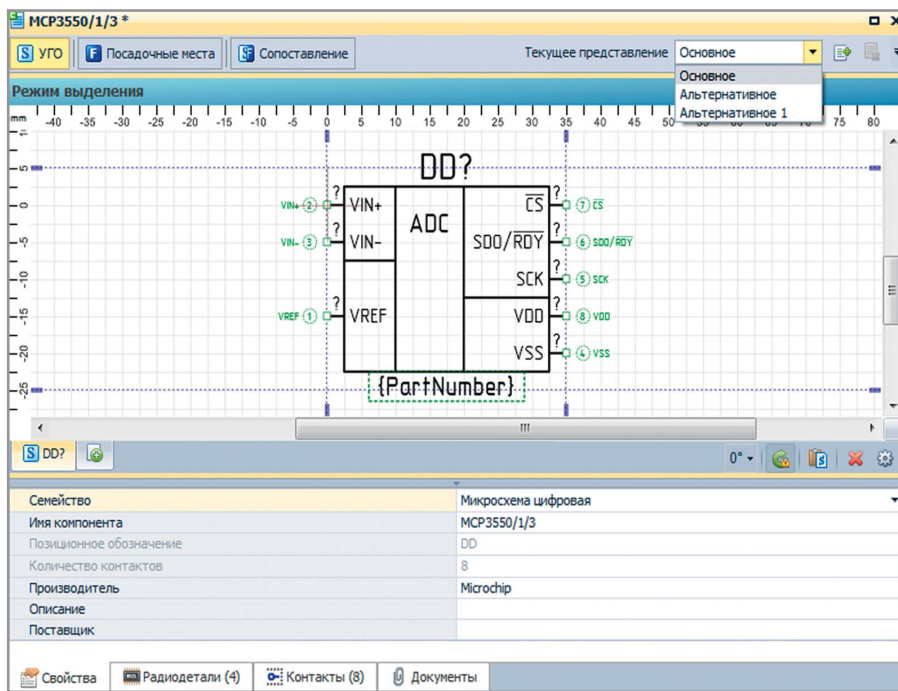 MCP3550/1/3 *
S УГО F Посадочные места SF Сопоставление Текущее представление Основное
Основное
Альтернативное
Альтернативное 1
Режим выделения
mm -40 -35 -30 -25 -20 -15 -10 -5 0 5 10 15 20 25 30 35 40 45 50 75 80
DD?
-5
VIN+ 2 ? VIN+ ADC CS ? 7 CS
0
VIN- 3 ? VIN- SDO/RDY ? 6 SDO/RDY
-5
SCK ? 5 SCK
-10
VREF 1 ? VREF VDD ? 8 VDD
-15
VSS ? 4 VSS
-20
{PartNumber}
-25
S DD? 0°
Семейство Микросхема цифровая
Имя компонента MCP3550/1/3
Позиционное обозначение DD
Количество контактов 8
Производитель Microchip
Описание
Поставщик
Свойства Радиодетали (4) Контакты (8) Документы